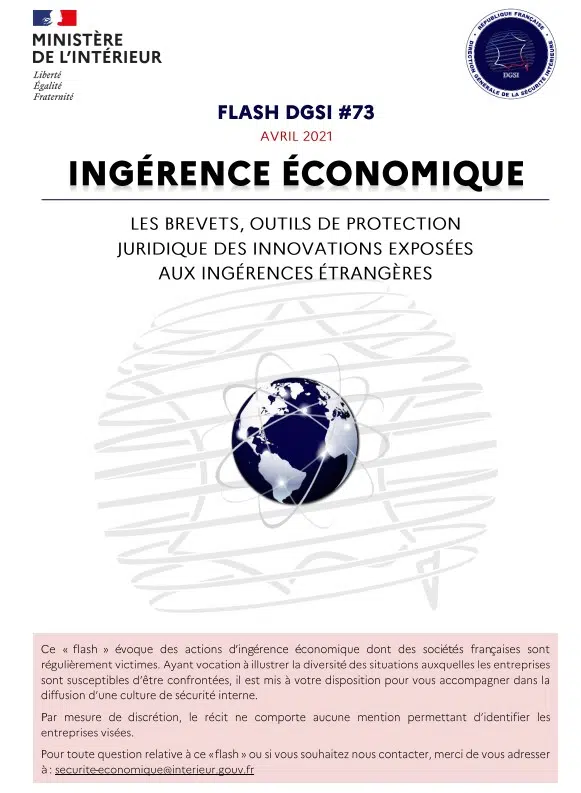 MINISTÈRE
DE L'INTÉRIEUR
Liberté
Égalité
Fraternité
RÉPUBLIQUE FRANÇAISE
DIRECTION GÉNÉRALE DE LA SÉCURITÉ INTÉRIEURE
DGSI
FLASH DGSI #73
AVRIL 2021
INGÉRENCE ÉCONOMIQUE
LES BREVETS, OUTILS DE PROTECTION
JURIDIQUE DES INNOVATIONS EXPOSÉES
AUX INGÉRENCES ÉTRANGÈRES
Ce « flash » évoque des actions d'ingérence économique dont des sociétés françaises sont
régulièrement victimes. Ayant vocation à illustrer la diversité des situations auxquelles les entreprises
sont susceptibles d'être confrontées, il est mis à votre disposition pour vous accompagner dans la
diffusion d'une culture de sécurité interne.
Par mesure de discrétion, le récit ne comporte aucune mention permettant d'identifier les
entreprises visées.
Pour toute question relative à ce « flash » ou si vous souhaitez nous contacter, merci de vous adresser
à : securite-economique@interieur.gouv.fr